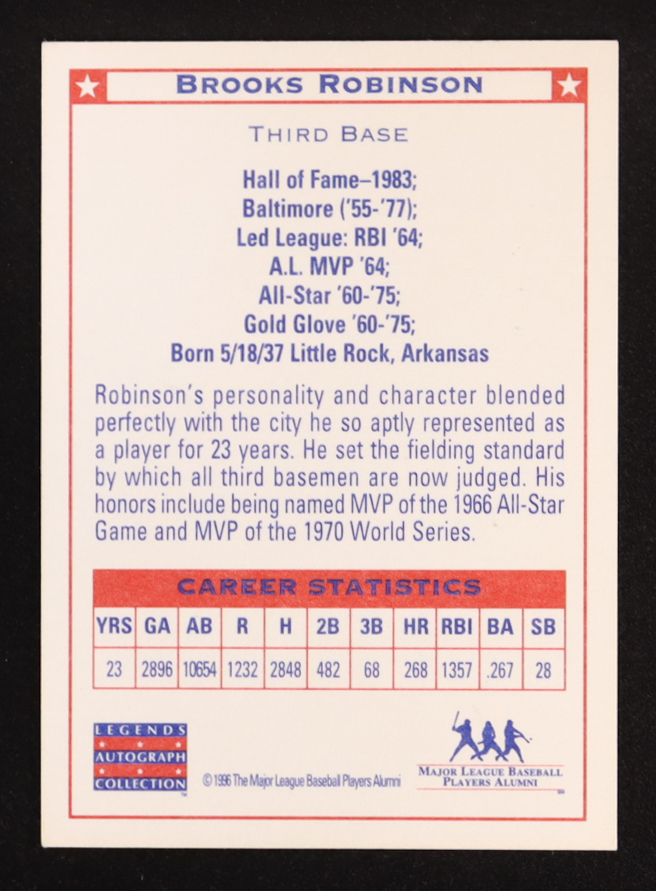 BROOKS ROBINSON
THIRD BASE
Hall of Fame–1983;
Baltimore ('55-'77);
Led League: RBI '64;
A.L. MVP '64;
All-Star '60-'75;
Gold Glove '60-'75;
Born 5/18/37 Little Rock, Arkansas
Robinson's personality and character blended
perfectly with the city he so aptly represented as
a player for 23 years. He set the fielding standard
by which all third basemen are now judged. His
honors include being named MVP of the 1966 All-Star
Game and MVP of the 1970 World Series.
CAREER STATISTICS
YRS GA AB R H 2B 3B HR RBI BA SB
23 2896 10654 1232 2848 482 68 268 1357 .267 28
LEGENDS
AUTOGRAPH
COLLECTION
TM
©1996 The Major League Baseball Players Alumni
MAJOR LEAGUE BASEBALL
PLAYERS ALUMNI